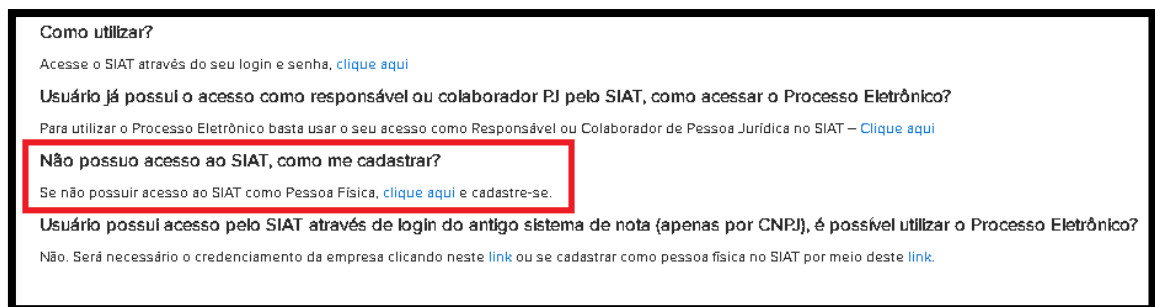 Como utilizar?
Acesse o SIAT através do seu login e senha, clique aqui
Usuário já possui o acesso como responsável ou colaborador PJ pelo SIAT, como acessar o Processo Eletrônico?
Para utilizar o Processo Eletrônico basta usar o seu acesso como Responsável ou Colaborador de Pessoa Jurídica no SIAT – Clique aqui
Não possuo acesso ao SIAT, como me cadastrar?
Se não possuir acesso ao SIAT como Pessoa Física, clique aqui e cadastre-se.
Usuário possui acesso pelo SIAT através de login do antigo sistema de nota (apenas por CNPJ), é possível utilizar o Processo Eletrônico?
Não. Será necessário o credenciamento da empresa clicando neste link ou se cadastrar como pessoa física no SIAT por meio deste link.